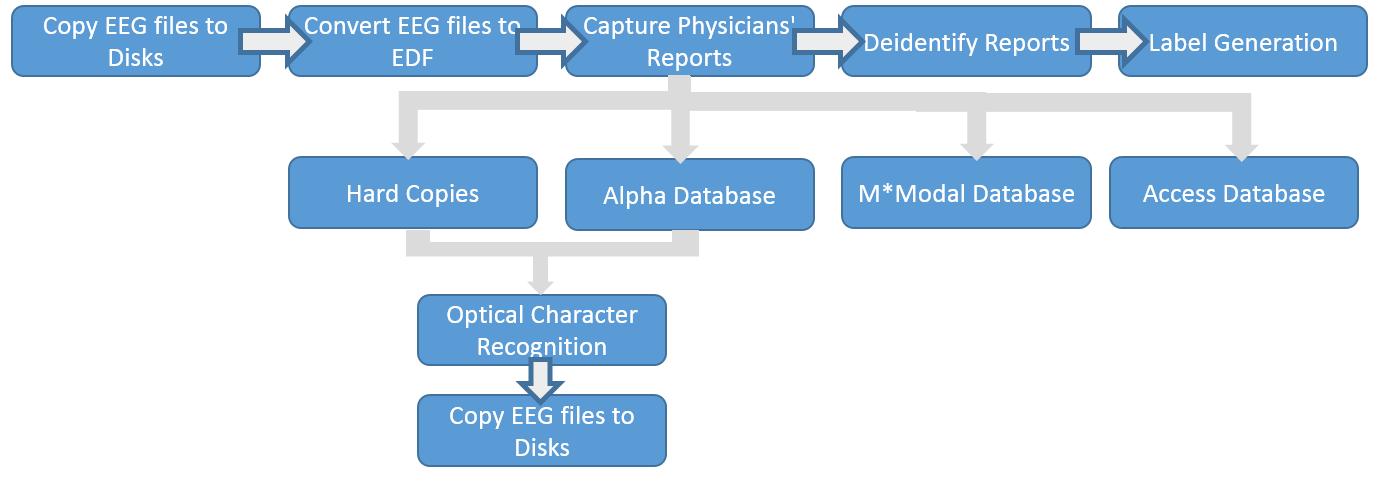 Copy EEG files to
Disks
Convert EEG files to
EDF
Capture Physicians'
Reports
Deidentify Reports
Label Generation
Hard Copies
Alpha Database
M*Modal Database
Access Database
Optical Character
Recognition
Copy EEG files to
Disks